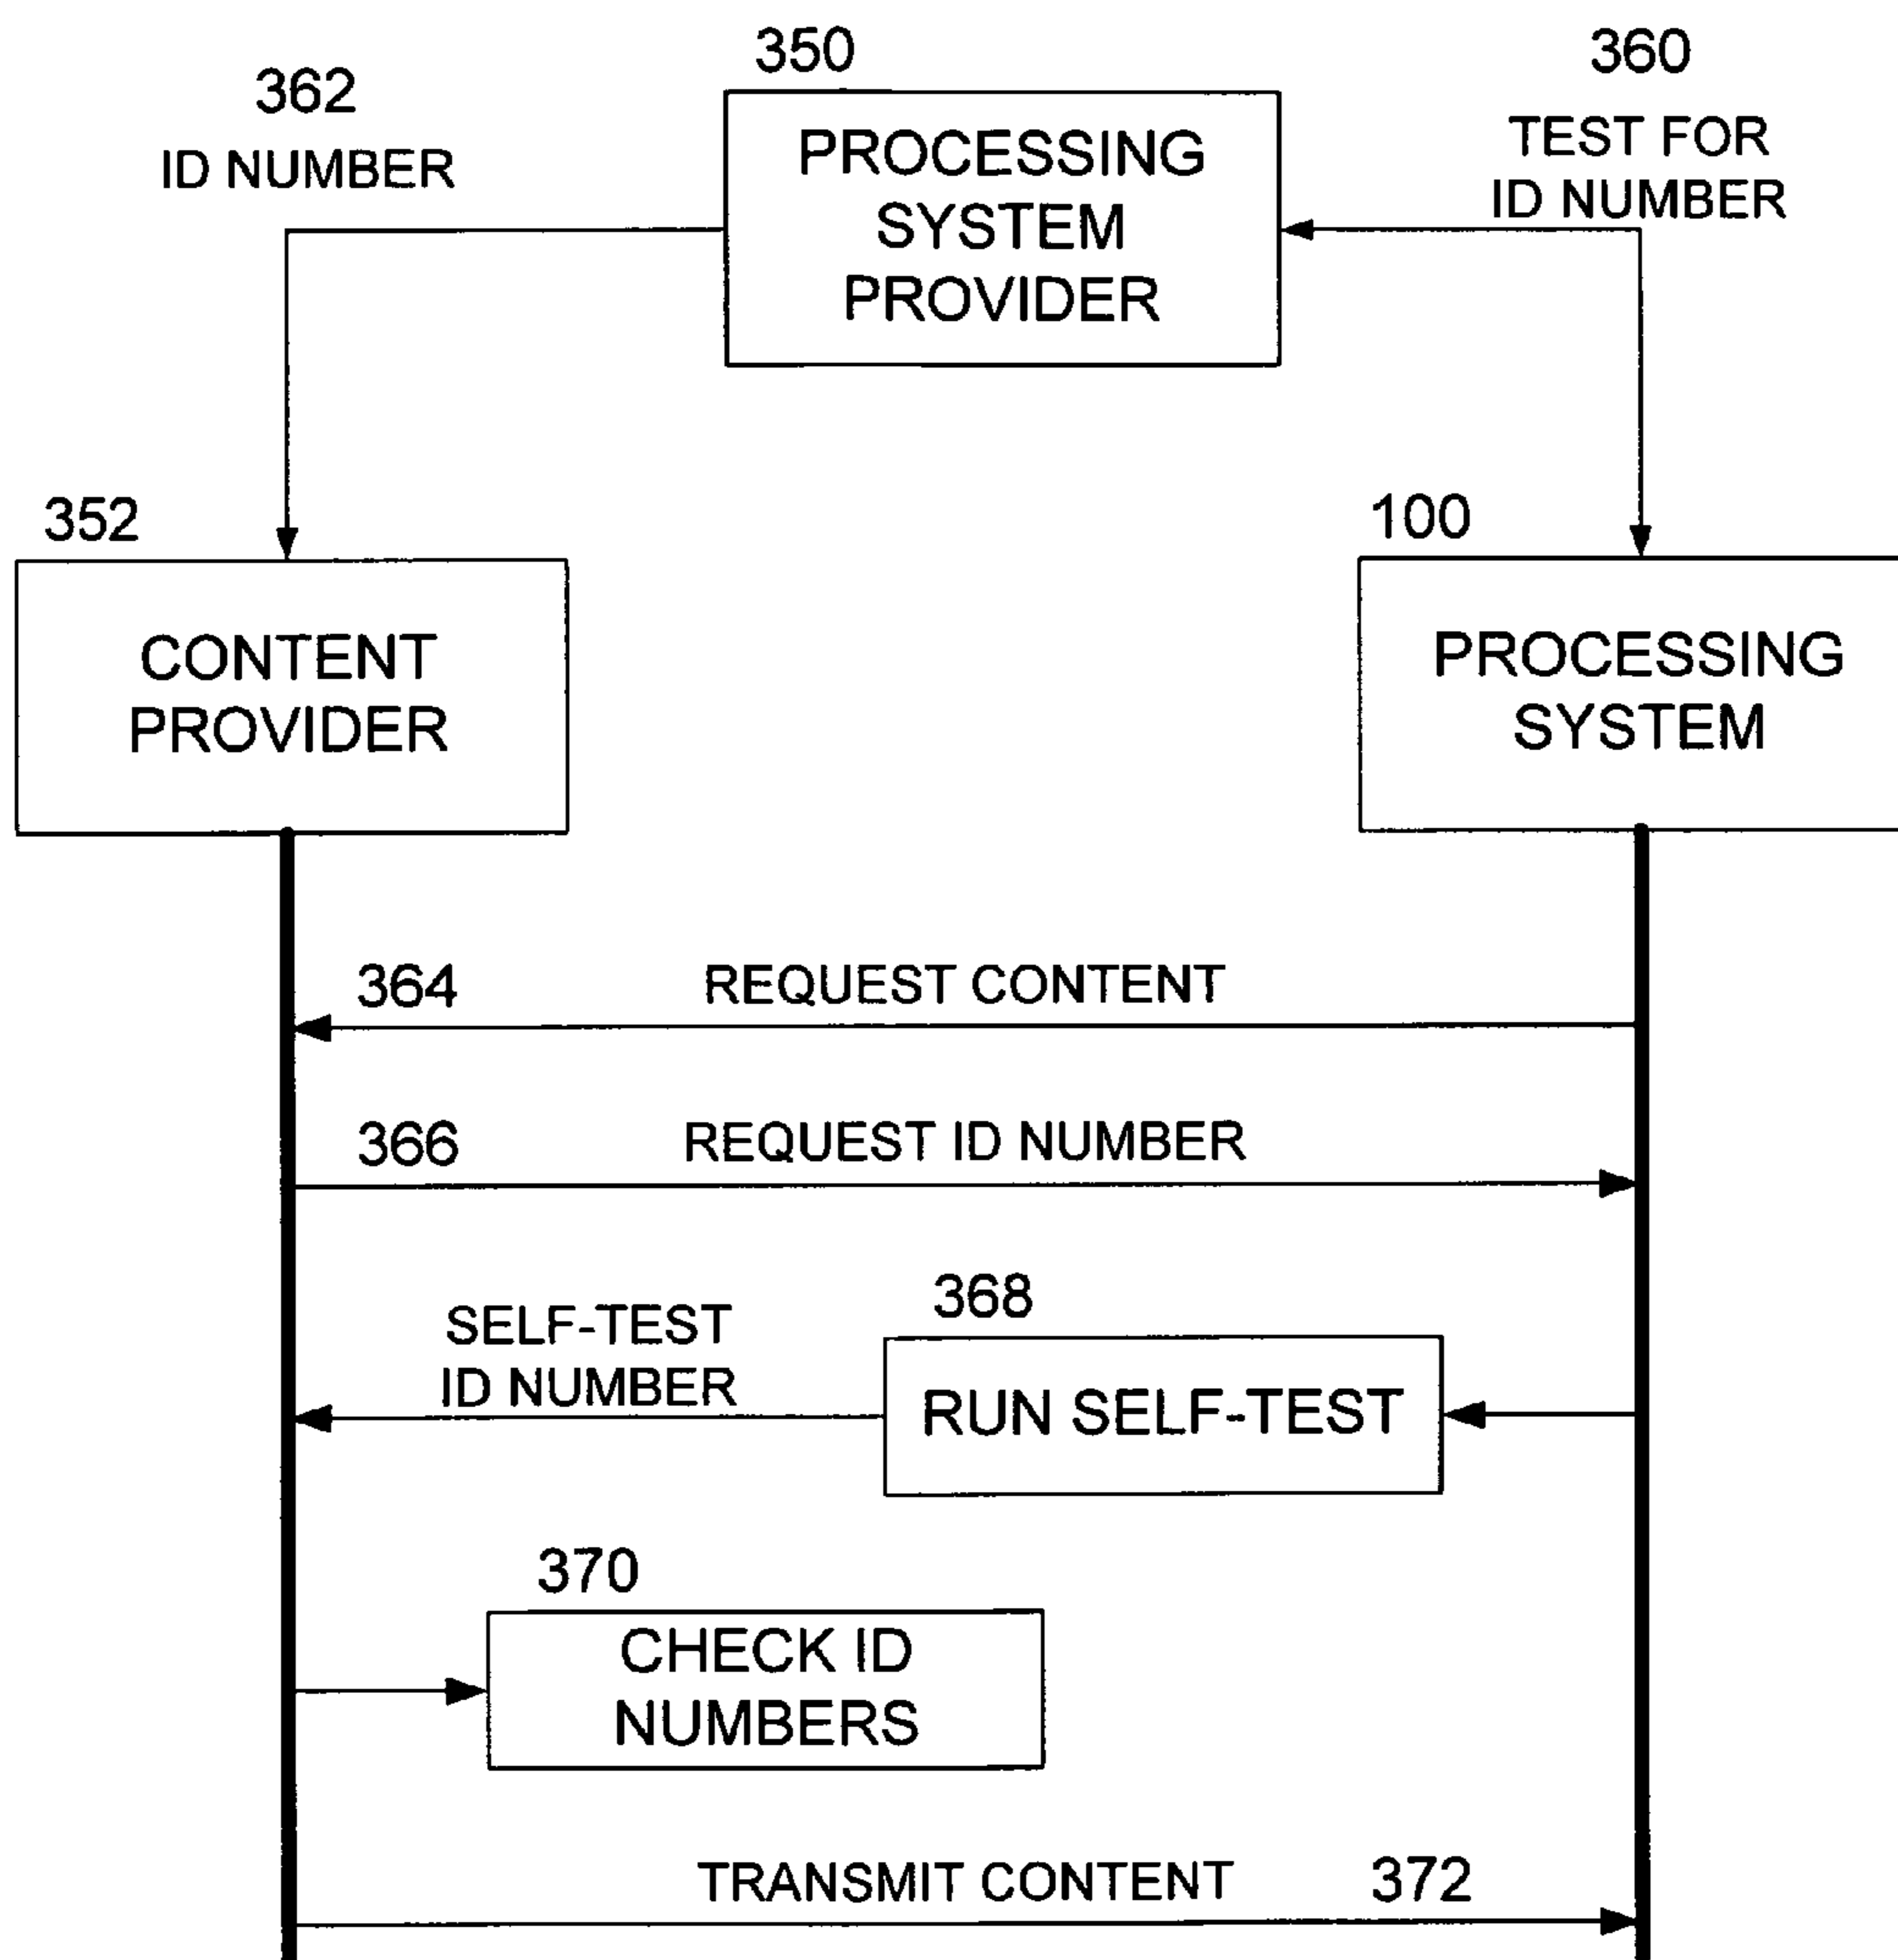 350
360
362
ID NUMBER
PROCESSING
SYSTEM
PROVIDER
TEST FOR
ID NUMBER
352
100
CONTENT
PROVIDER
PROCESSING
SYSTEM
364
REQUEST CONTENT
366
REQUEST ID NUMBER
368
SELF-TEST
ID NUMBER
RUN SELF-TEST
370
CHECK ID
NUMBERS
TRANSMIT CONTENT
372